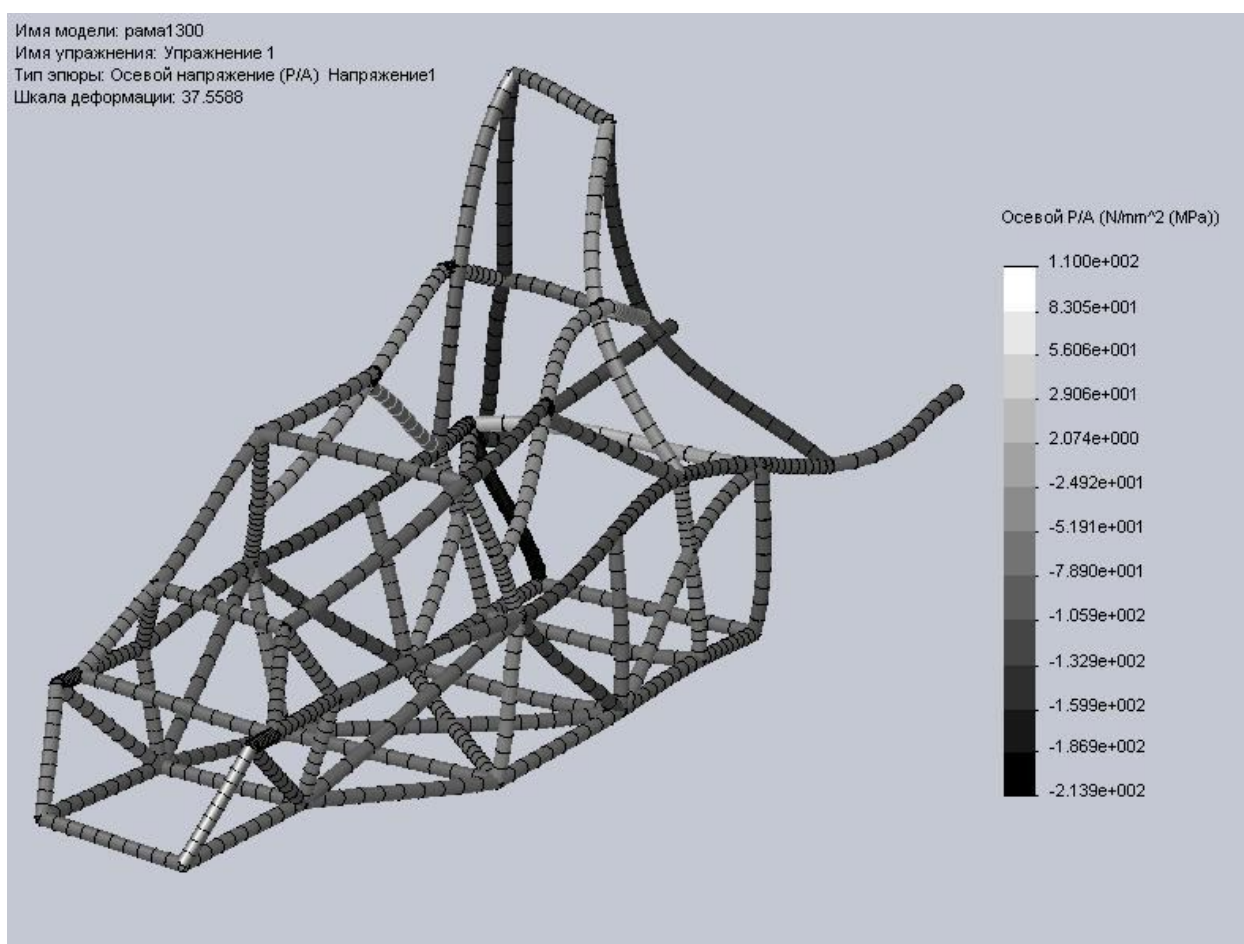 Имя модели: рама1300
Имя упражнения: Упражнение 1
Тип эпюры: Осевой напряжение (P/A) Напряжение1
Шкала деформации: 37.5588
Осевой P/A (N/mm^2 (MPa))
1.100e+002
8.305e+001
5.606e+001
2.906e+001
2.074e+000
-2.492e+001
-5.191e+001
-7.890e+001
-1.059e+002
-1.329e+002
-1.599e+002
-1.869e+002
-2.139e+002